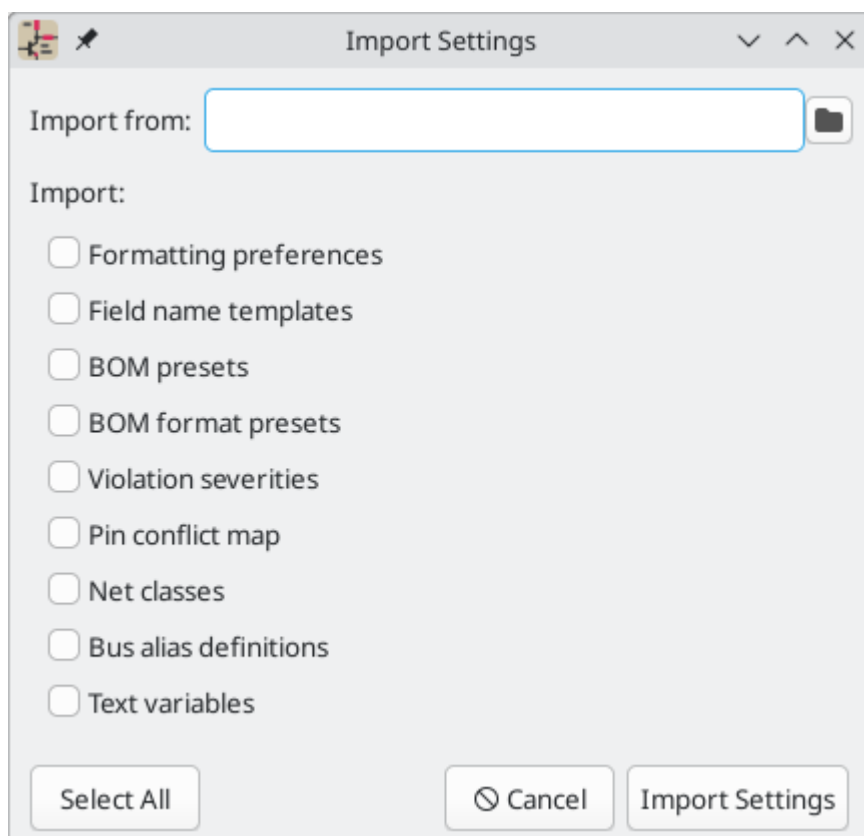 Import Settings
Import from:
Import:
Formatting preferences
Field name templates
BOM presets
BOM format presets
Violation severities
Pin conflict map
Net classes
Bus alias definitions
Text variables
Select All Cancel Import Settings